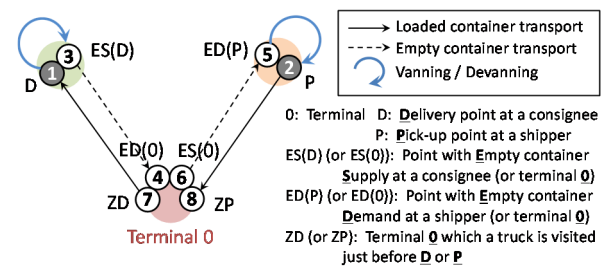 Loaded container transport
Empty container transport
Vanning / Devanning
3 ES(D)
1
D
ED(P) 5
2
P
ED(0) ES(0)
4 6
7 8
ZD ZP
Terminal 0
0: Terminal D: Delivery point at a consignee
P: Pick-up point at a shipper
ES(D) (or ES(0)): Point with Empty container
Supply at a consignee (or terminal 0)
ED(P) (or ED(0)): Point with Empty container
Demand at a shipper (or terminal 0)
ZD (or ZP): Terminal 0 which a truck is visited
just before D or P